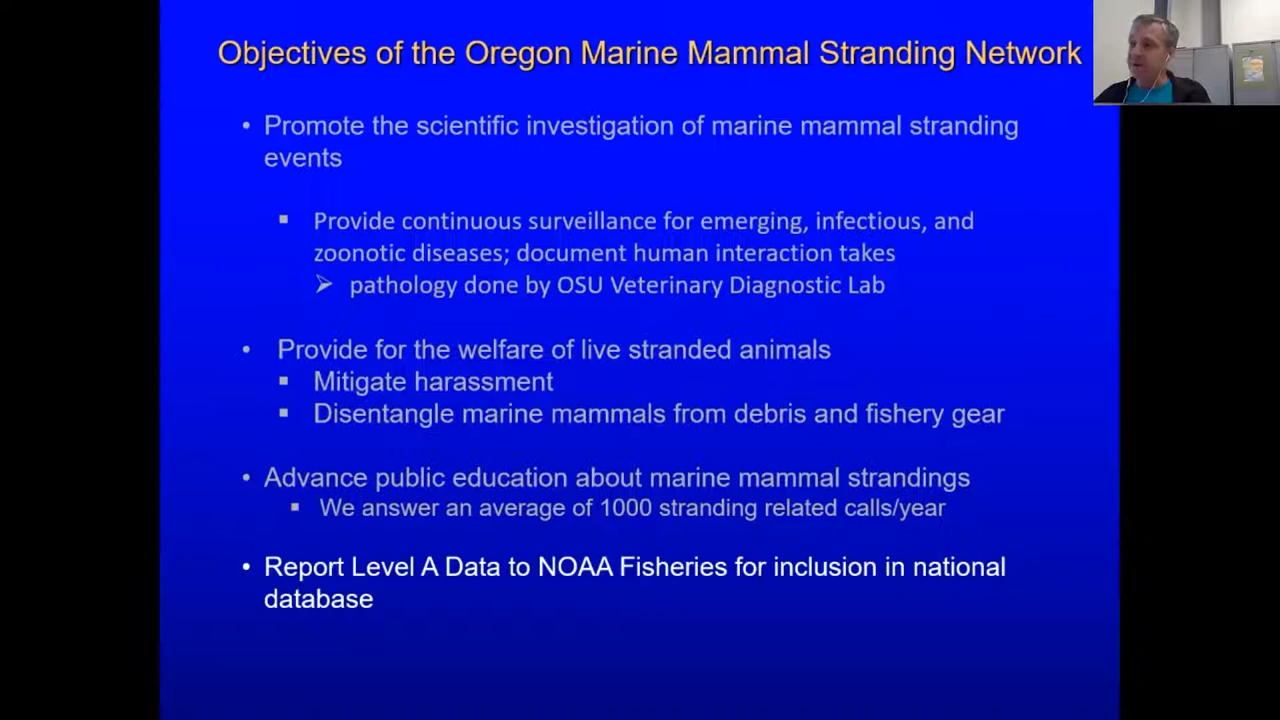 Objectives of the Oregon Marine Mammal Stranding Network
• Promote the scientific investigation of marine mammal stranding
events
▪ Provide continuous surveillance for emerging, infectious, and
zoonotic diseases; document human interaction takes
➢ pathology done by OSU Veterinary Diagnostic Lab
• Provide for the welfare of live stranded animals
▪ Mitigate harassment
▪ Disentangle marine mammals from debris and fishery gear
• Advance public education about marine mammal strandings
▪ We answer an average of 1000 stranding related calls/year
• Report Level A Data to NOAA Fisheries for inclusion in national
database